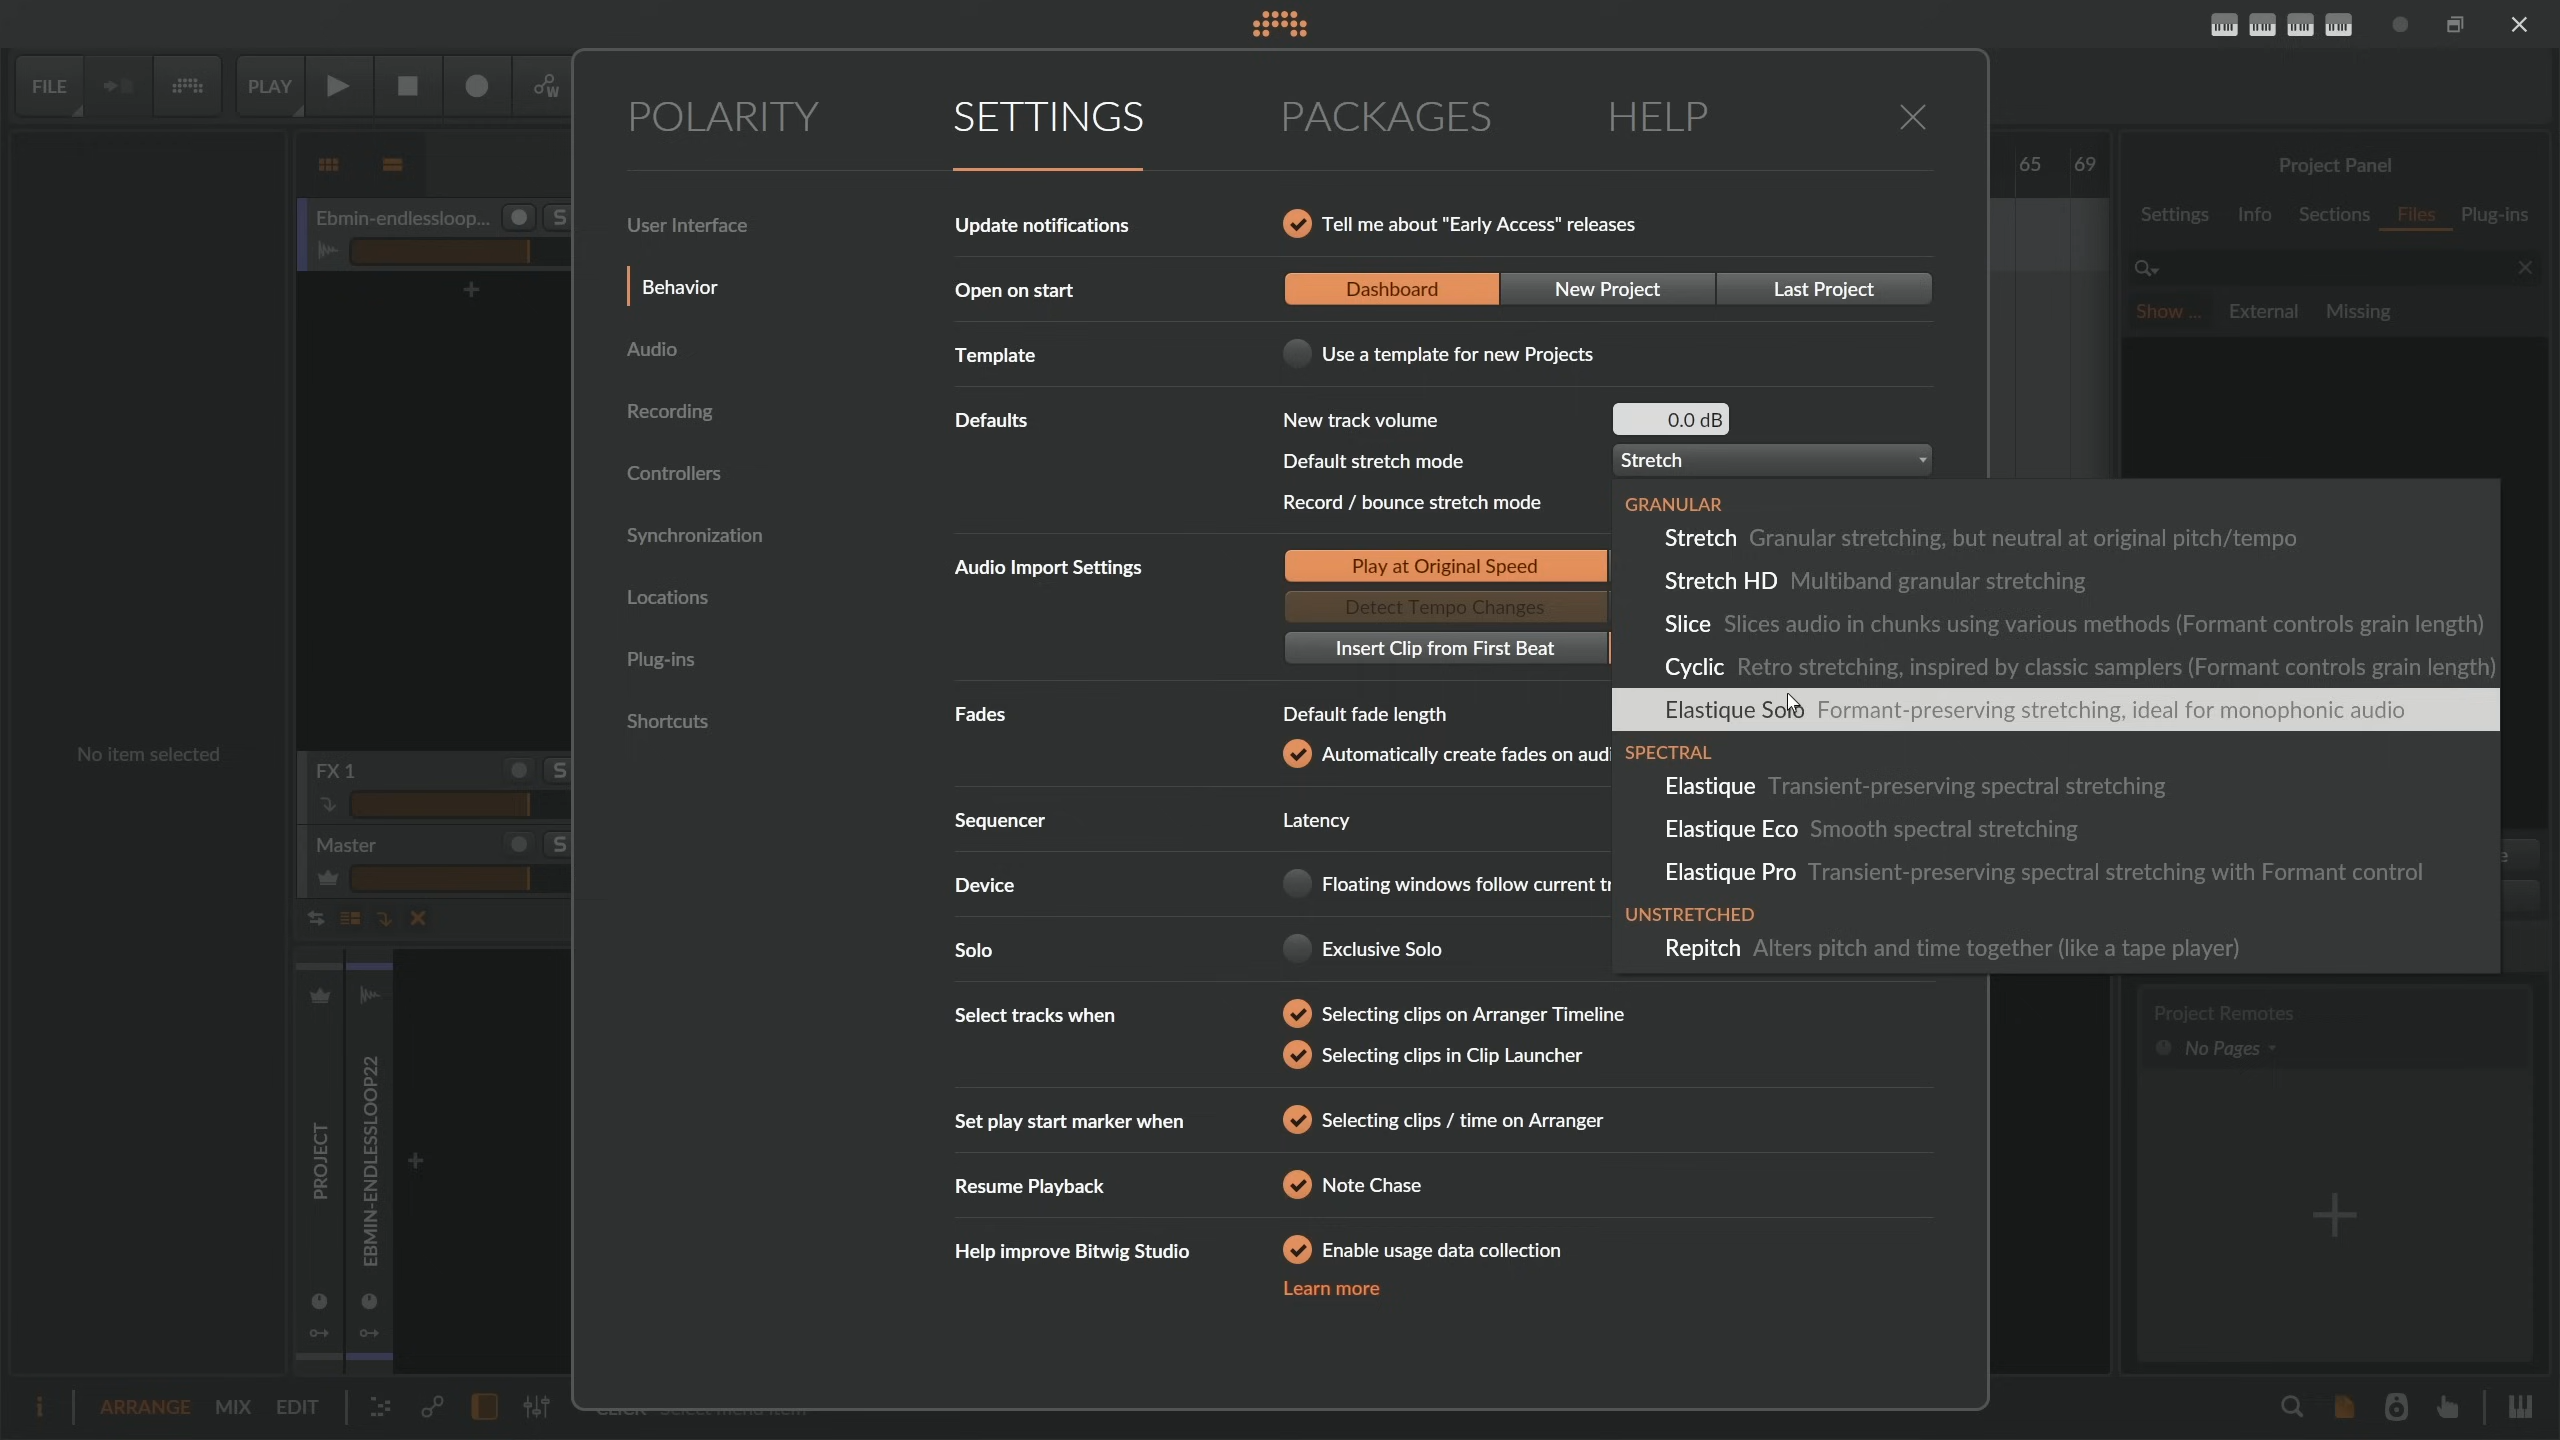 FILE
PLAY
W
POLARITY SETTINGS PACKAGES HELP
65 69
Project Panel
Settings Info Sections Files Plug-ins
Show ... External Missing
No item selected
Ebmin-endlessloop... S
FX 1 S
Master S
PROJECT
EBMIN-ENDLESSLOOP22
User Interface
Behavior
Audio
Recording
Controllers
Synchronization
Locations
Plug-ins
Shortcuts
Update notifications Tell me about "Early Access" releases
Open on start Dashboard New Project Last Project
Template Use a template for new Projects
Defaults New track volume 0.0 dB
Default stretch mode Stretch
Record / bounce stretch mode
Audio Import Settings Play at Original Speed
Detect Tempo Changes
Insert Clip from First Beat
Fades Default fade length
Automatically create fades on audi
Sequencer Latency
Device Floating windows follow current tr
Solo Exclusive Solo
Select tracks when Selecting clips on Arranger Timeline
Selecting clips in Clip Launcher
Set play start marker when Selecting clips / time on Arranger
Resume Playback Note Chase
Help improve Bitwig Studio Enable usage data collection
Learn more
GRANULAR
Stretch Granular stretching, but neutral at original pitch/tempo
Stretch HD Multiband granular stretching
Slice Slices audio in chunks using various methods (Formant controls grain length)
Cyclic Retro stretching, inspired by classic samplers (Formant controls grain length)
Elastique Solo Formant-preserving stretching, ideal for monophonic audio
SPECTRAL
Elastique Transient-preserving spectral stretching
Elastique Eco Smooth spectral stretching
Elastique Pro Transient-preserving spectral stretching with Formant control
UNSTRETCHED
Repitch Alters pitch and time together (like a tape player)
Project Remotes
No Pages
i ARRANGE MIX EDIT